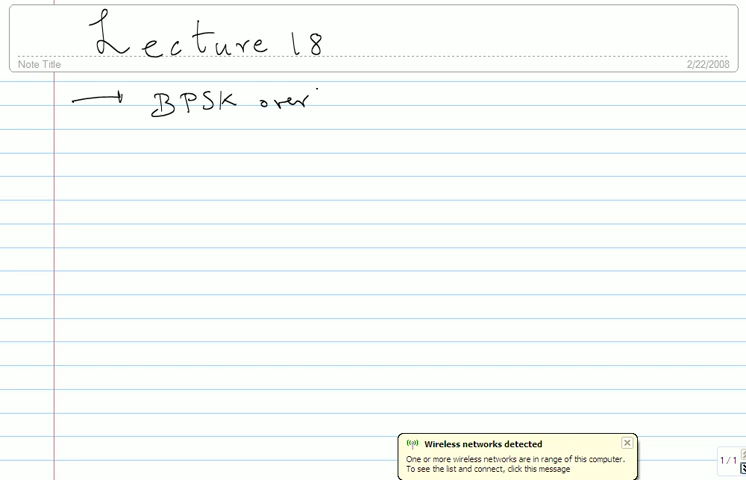 Lecture 18
Note Title
2/22/2008
→ BPSK over
Wireless networks detected
One or more wireless networks are in range of this computer.
To see the list and connect, click this message
1 / 1